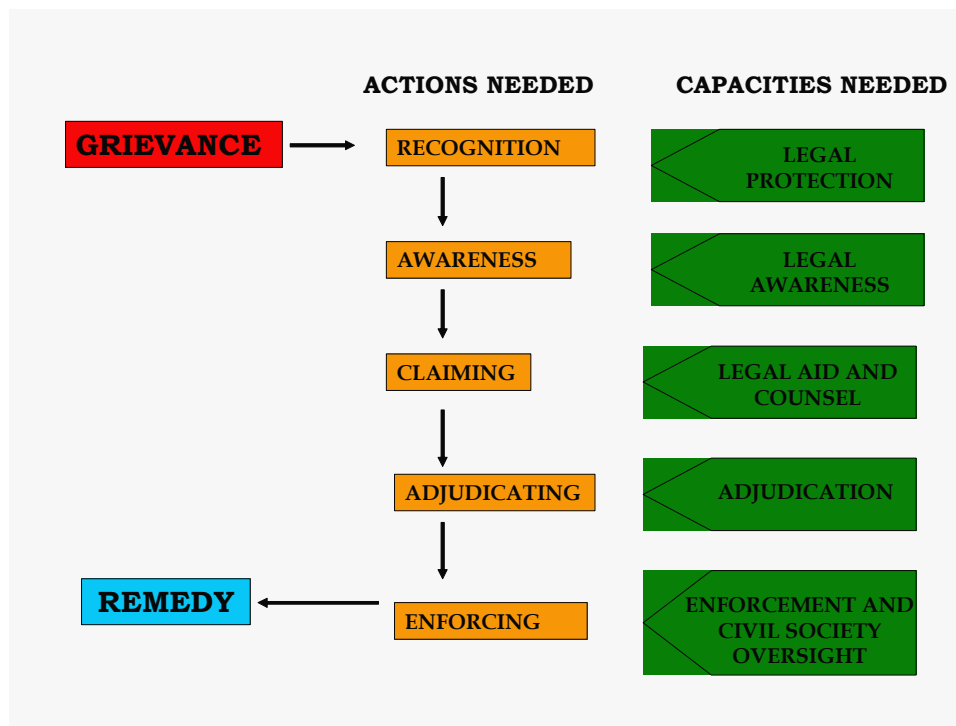 ACTIONS NEEDED
CAPACITIES NEEDED
GRIEVANCE
RECOGNITION
LEGAL
PROTECTION
AWARENESS
LEGAL
AWARENESS
CLAIMING
LEGAL AID AND
COUNSEL
ADJUDICATING
ADJUDICATION
REMEDY
ENFORCING
ENFORCEMENT AND
CIVIL SOCIETY
OVERSIGHT